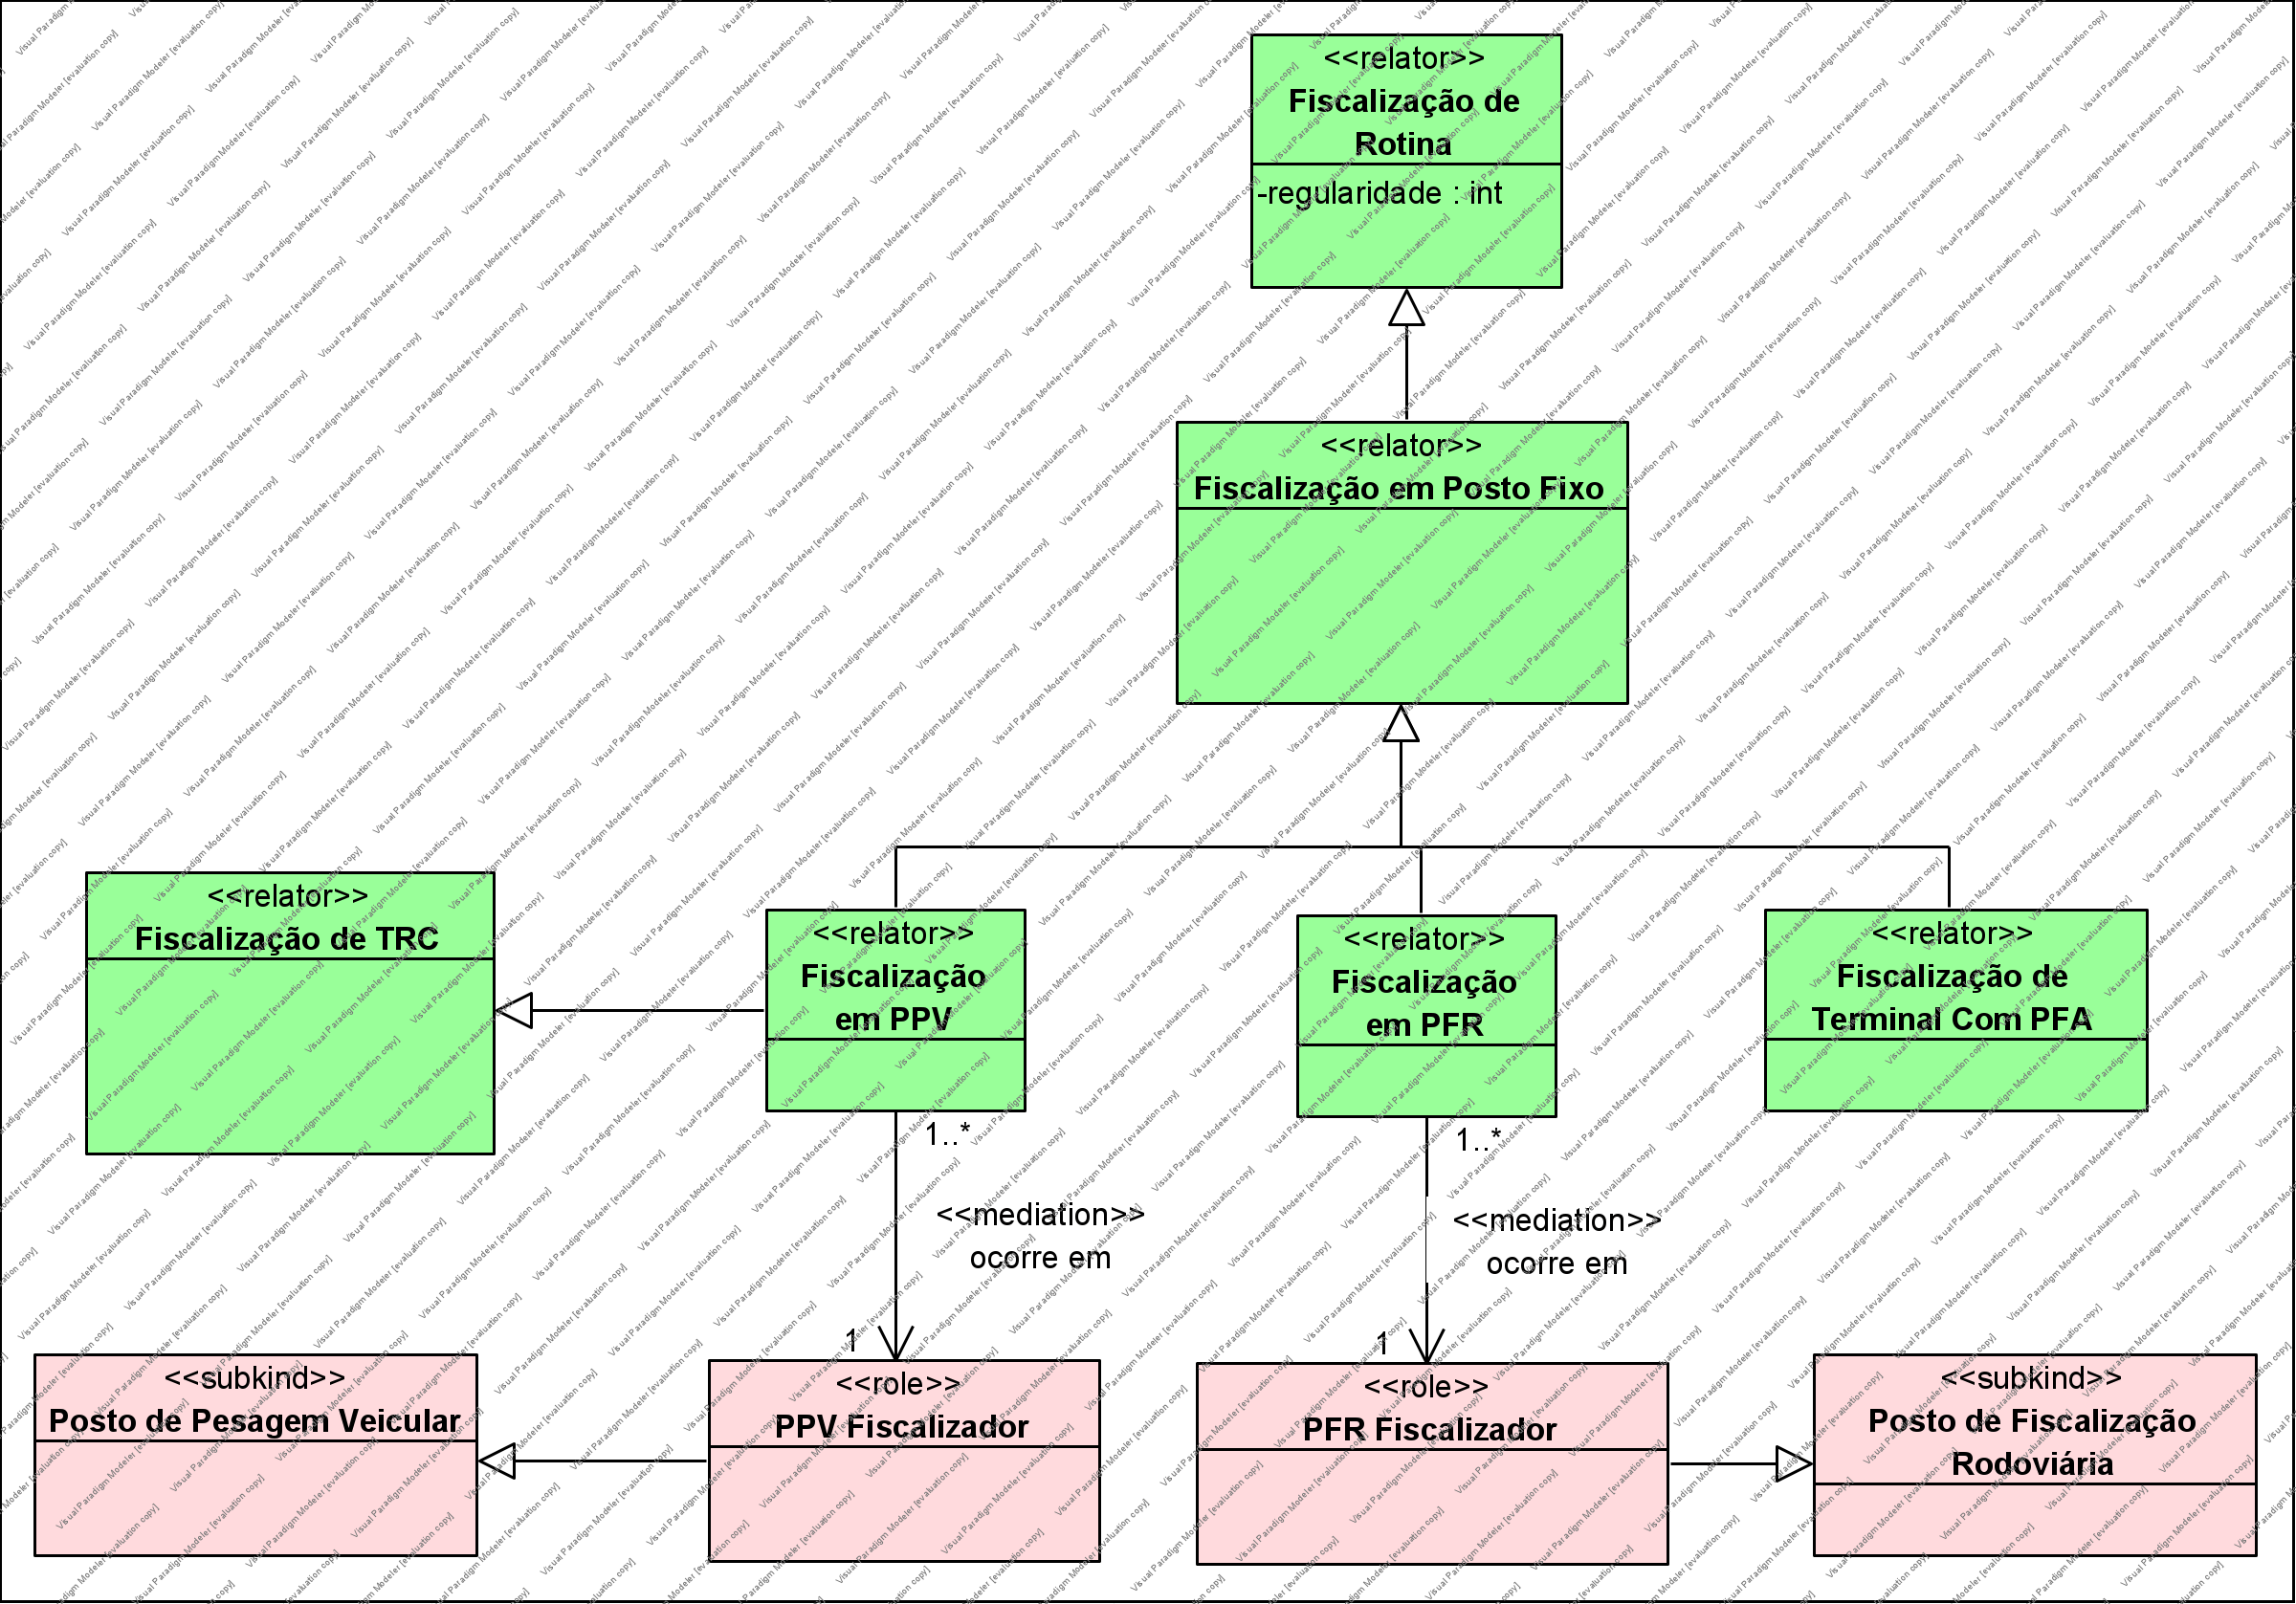 <<relator>>
Fiscalização de
Rotina
-regularidade : int
<<relator>>
Fiscalização em Posto Fixo
<<relator>>
Fiscalização de TRC
<<relator>>
Fiscalização
em PPV
<<relator>>
Fiscalização
em PFR
<<relator>>
Fiscalização de
Terminal Com PFA
1..*
1..*
<<mediation>>
ocorre em
<<mediation>>
ocorre em
1
1
<<subkind>>
Posto de Pesagem Veicular
<<role>>
PPV Fiscalizador
<<role>>
PFR Fiscalizador
<<subkind>>
Posto de Fiscalização
Rodoviária
Visual Paradigm Modeler [evaluation copy]